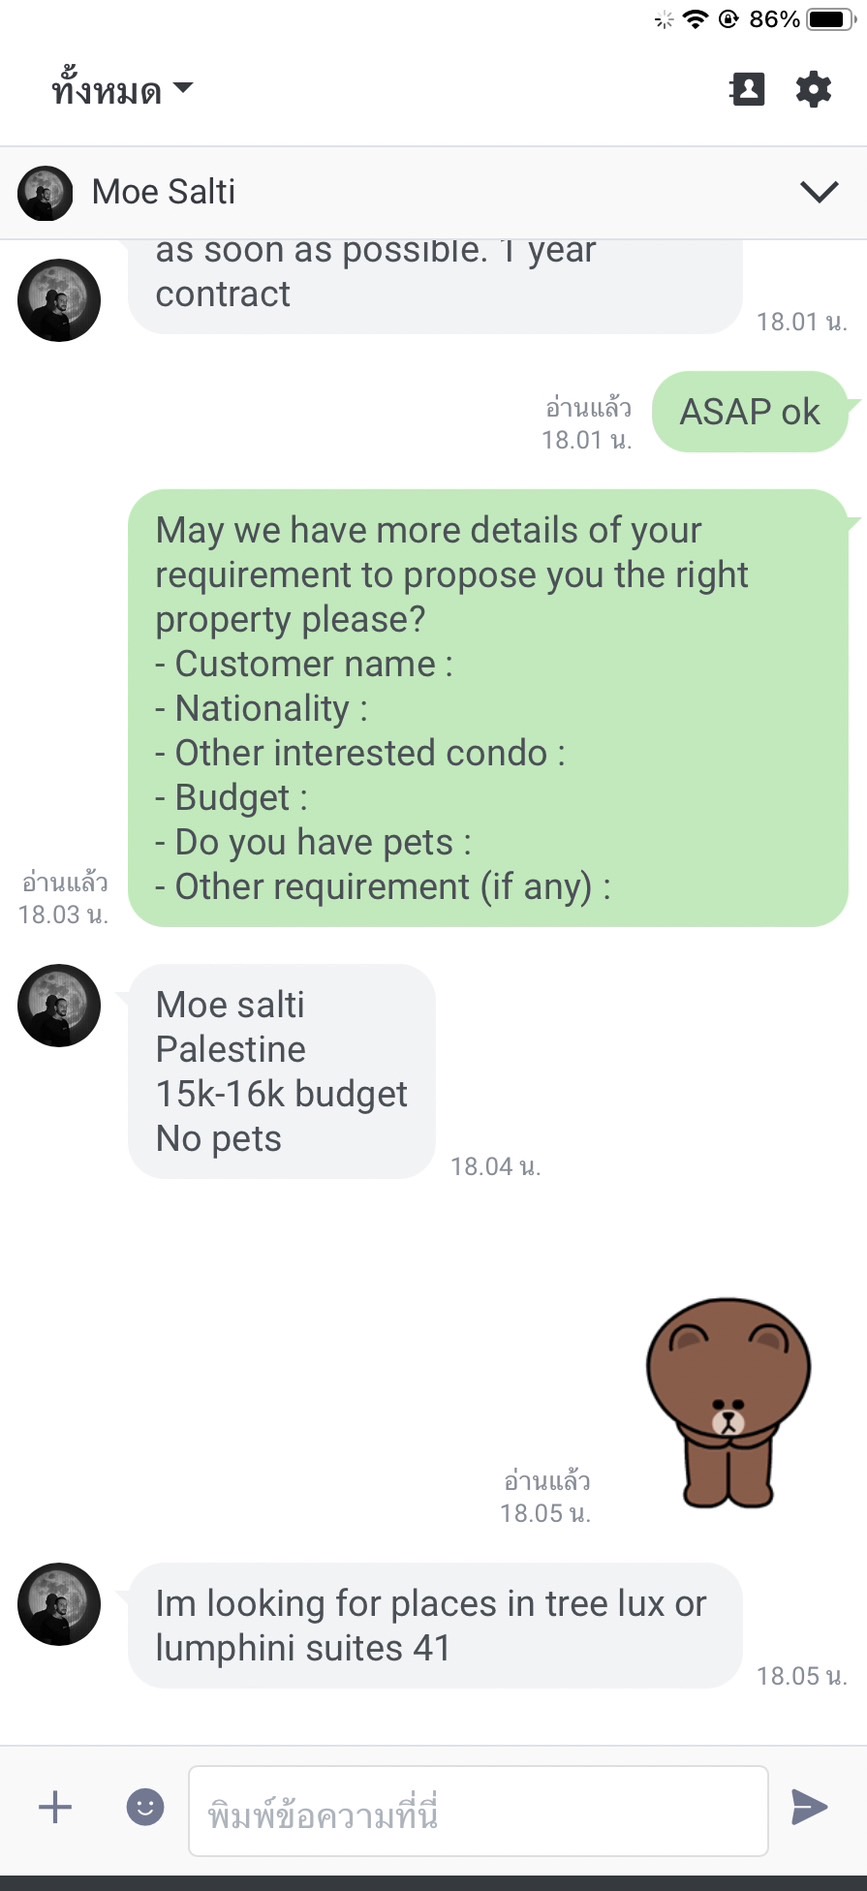 86%
ทั้งหมด
Moe Salti
as soon as possible. 1 year
contract
18.01 น.
ASAP ok
อ่านแล้ว
18.01 น.
May we have more details of your
requirement to propose you the right
property please?
- Customer name :
- Nationality :
- Other interested condo :
- Budget :
- Do you have pets :
- Other requirement (if any) :
อ่านแล้ว
18.03 น.
Moe salti
Palestine
15k-16k budget
No pets
18.04 น.
อ่านแล้ว
18.05 น.
Im looking for places in tree lux or
lumphini suites 41
18.05 น.
พิมพ์ข้อความที่นี่